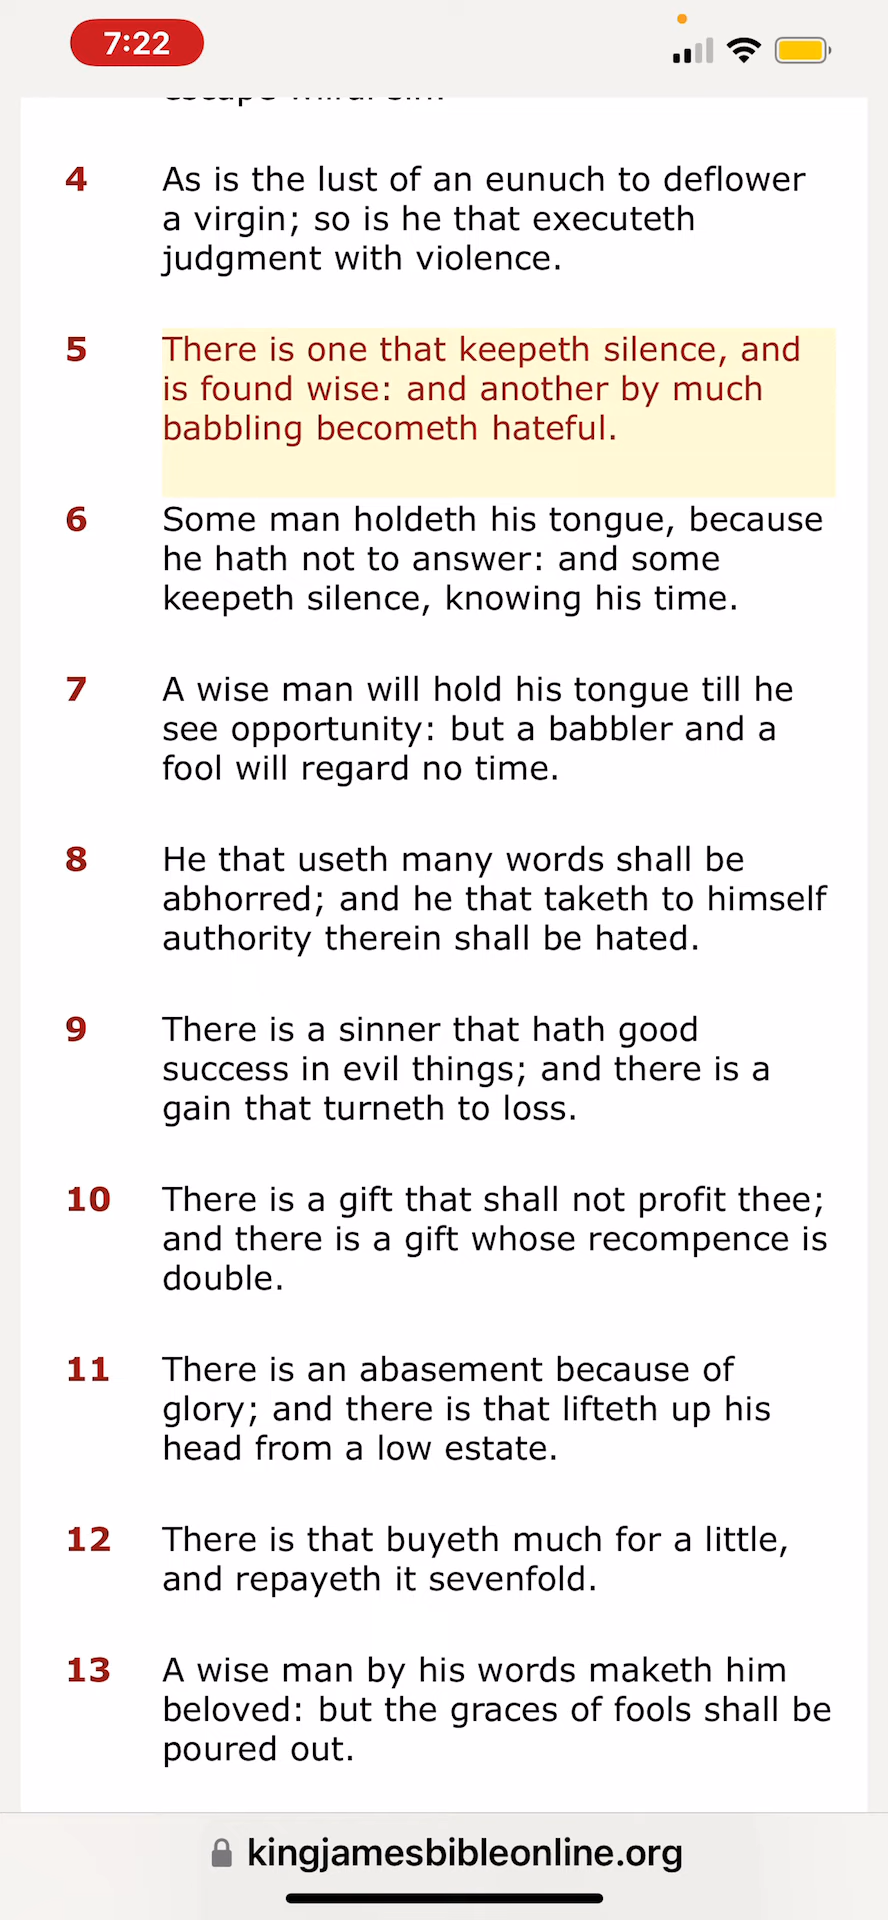 7:22
4 As is the lust of an eunuch to deflower
a virgin; so is he that executeth
judgment with violence.
5 There is one that keepeth silence, and
is found wise: and another by much
babbling becometh hateful.
6 Some man holdeth his tongue, because
he hath not to answer: and some
keepeth silence, knowing his time.
7 A wise man will hold his tongue till he
see opportunity: but a babbler and a
fool will regard no time.
8 He that useth many words shall be
abhorred; and he that taketh to himself
authority therein shall be hated.
9 There is a sinner that hath good
success in evil things; and there is a
gain that turneth to loss.
10 There is a gift that shall not profit thee;
and there is a gift whose recompence is
double.
11 There is an abasement because of
glory; and there is that lifteth up his
head from a low estate.
12 There is that buyeth much for a little,
and repayeth it sevenfold.
13 A wise man by his words maketh him
beloved: but the graces of fools shall be
poured out.
kingjamesbibleonline.org